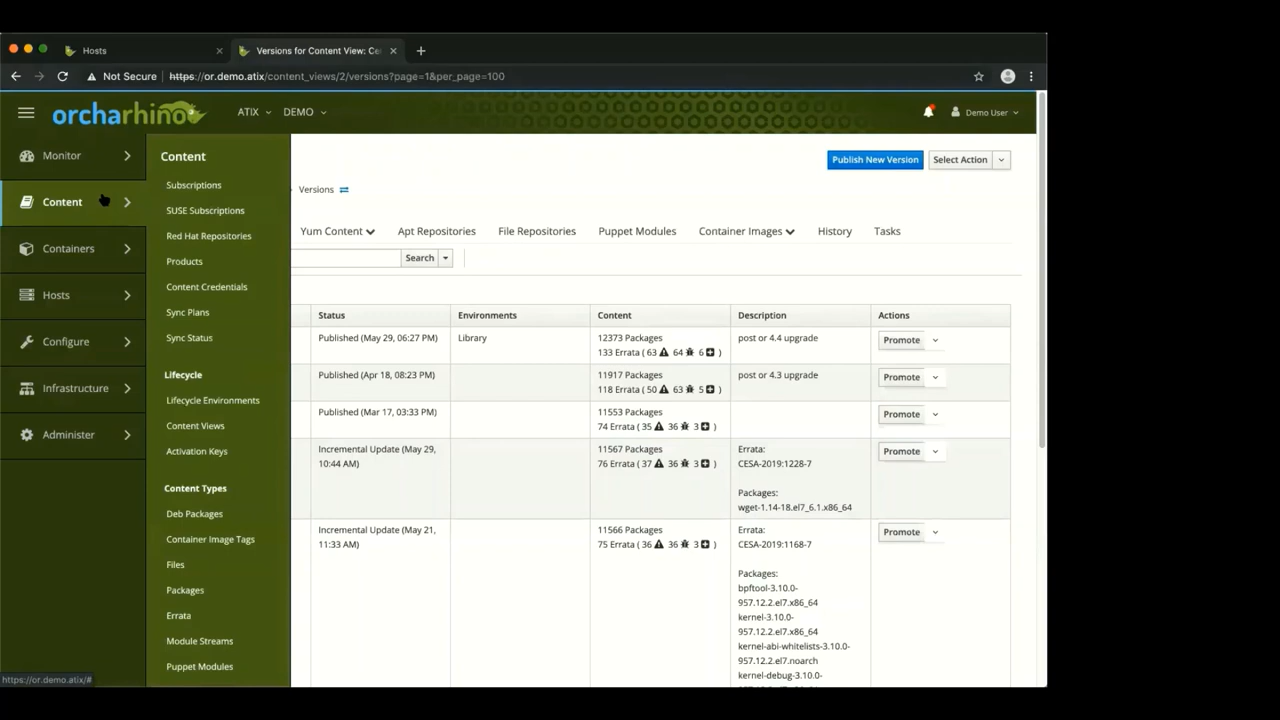 Hosts
Versions for Content View: Ce
Not Secure https://or.demo.atix/content_views/2/versions?page=1&per_page=100
orcharhino ATIX DEMO Demo User
Monitor
Content
Containers
Hosts
Configure
Infrastructure
Administer
Content
Subscriptions
SUSE Subscriptions
Red Hat Repositories
Products
Content Credentials
Sync Plans
Sync Status
Lifecycle
Lifecycle Environments
Content Views
Activation Keys
Content Types
Deb Packages
Container Image Tags
Files
Packages
Errata
Module Streams
Puppet Modules
Publish New Version Select Action
Versions
Yum Content Apt Repositories File Repositories Puppet Modules Container Images History Tasks
Search
Status Environments Content Description Actions
Published (May 29, 06:27 PM) Library 12373 Packages post or 4.4 upgrade Promote
133 Errata ( 63 64 6 )
Published (Apr 18, 08:23 PM) 11917 Packages post or 4.3 upgrade Promote
118 Errata ( 50 63 5 )
Published (Mar 17, 03:33 PM) 11553 Packages Promote
74 Errata ( 35 36 3 )
Incremental Update (May 29, 11567 Packages Errata: Promote
10:44 AM) 76 Errata ( 37 36 3 ) CESA-2019:1228-7
Packages:
wget-1.14-18.el7_6.1.x86_64
Incremental Update (May 21, 11566 Packages Errata: Promote
11:33 AM) 75 Errata ( 36 36 3 ) CESA-2019:1168-7
Packages:
bpftool-3.10.0-
957.12.2.el7.x86_64
kernel-3.10.0-
957.12.2.el7.x86_64
kernel-abi-whitelists-3.10.0-
957.12.2.el7.noarch
kernel-debug-3.10.0-
https://or.demo.atix/#